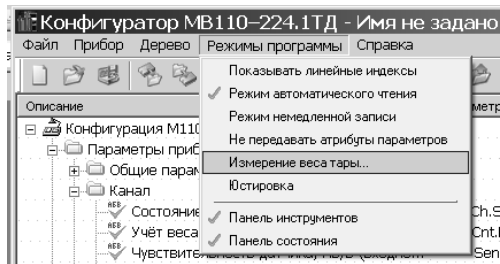 Конфигуратор МВ110–224.1ТД - Имя не задано
Файл Прибор Дерево Режимы программы Справка
Показывать линейные индексы
Режим автоматического чтения
Режим немедленной записи
Не передавать атрибуты параметров
Измерение веса тары...
Юстировка
Панель инструментов
Панель состояния
Описание
Конфигурация М110
Параметры приб
Общие парам
Канал
Состояние Ch.S
Учёт веса Cnt.
Чувствительность Sen